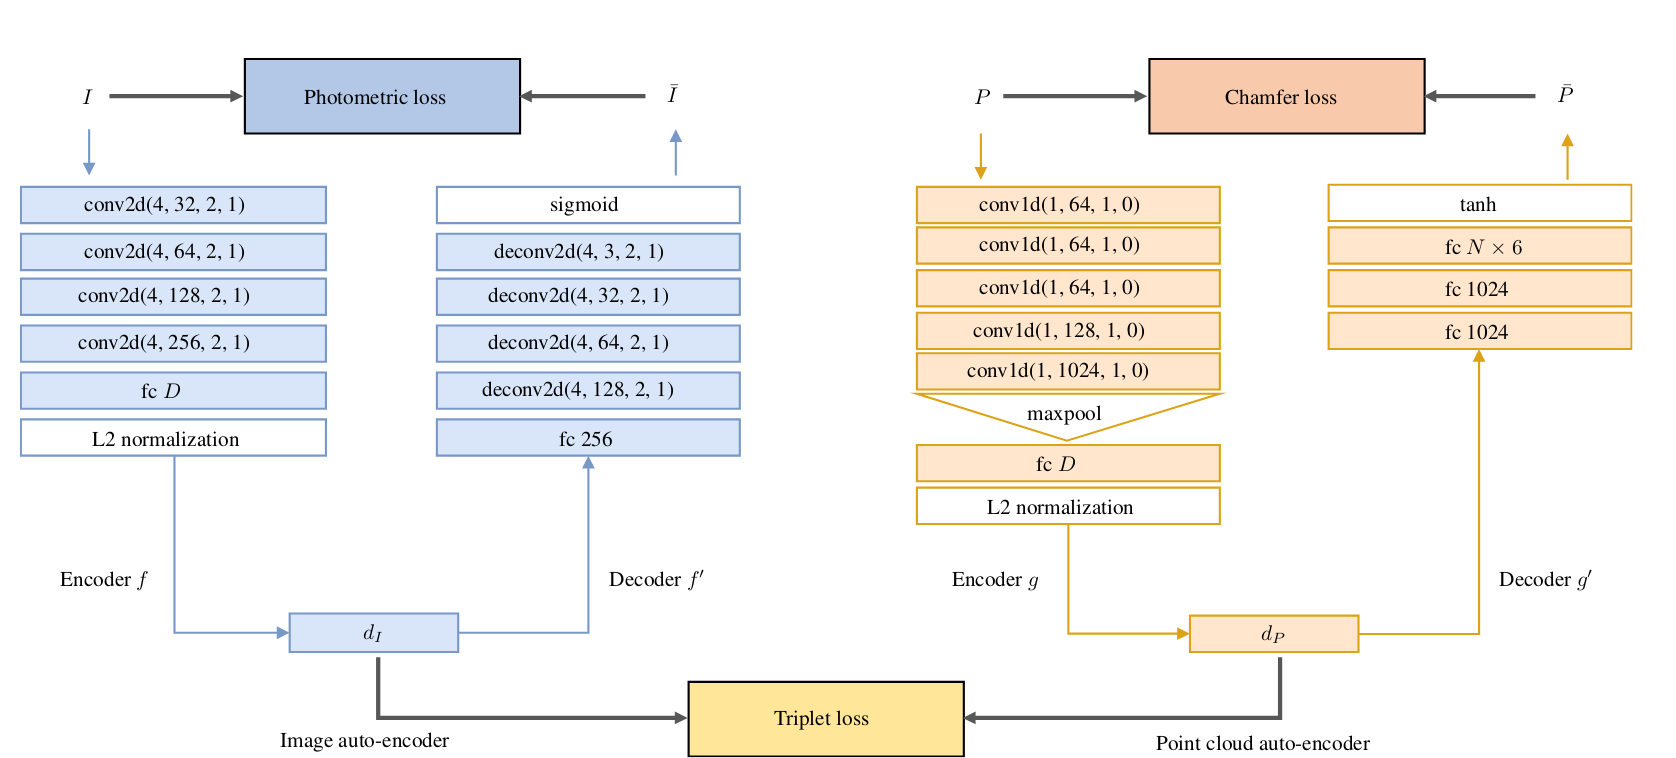 I
Photometric loss
Ī
conv2d(4, 32, 2, 1)
conv2d(4, 64, 2, 1)
conv2d(4, 128, 2, 1)
conv2d(4, 256, 2, 1)
fc D
L2 normalization
sigmoid
deconv2d(4, 3, 2, 1)
deconv2d(4, 32, 2, 1)
deconv2d(4, 64, 2, 1)
deconv2d(4, 128, 2, 1)
fc 256
Encoder f
Decoder f′
d_I
Image auto-encoder
P
Chamfer loss
P̄
conv1d(1, 64, 1, 0)
conv1d(1, 64, 1, 0)
conv1d(1, 64, 1, 0)
conv1d(1, 128, 1, 0)
conv1d(1, 1024, 1, 0)
maxpool
fc D
L2 normalization
tanh
fc N × 6
fc 1024
fc 1024
Encoder g
Decoder g′
d_P
Point cloud auto-encoder
Triplet loss